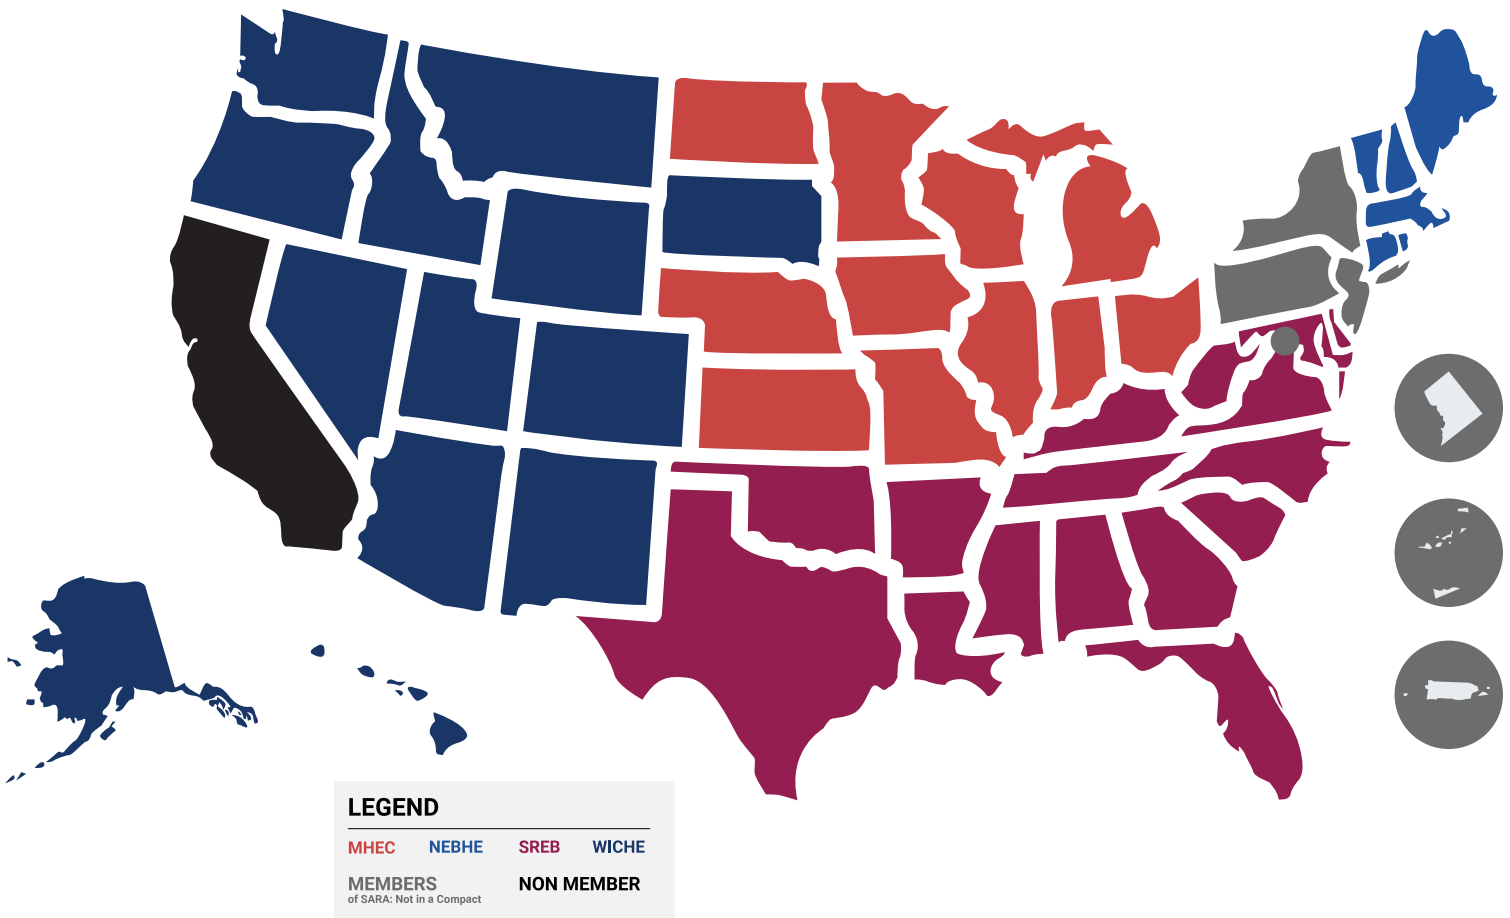 LEGEND
MHEC NEBHE SREB WICHE
MEMBERS NON MEMBER
of SARA: Not in a Compact